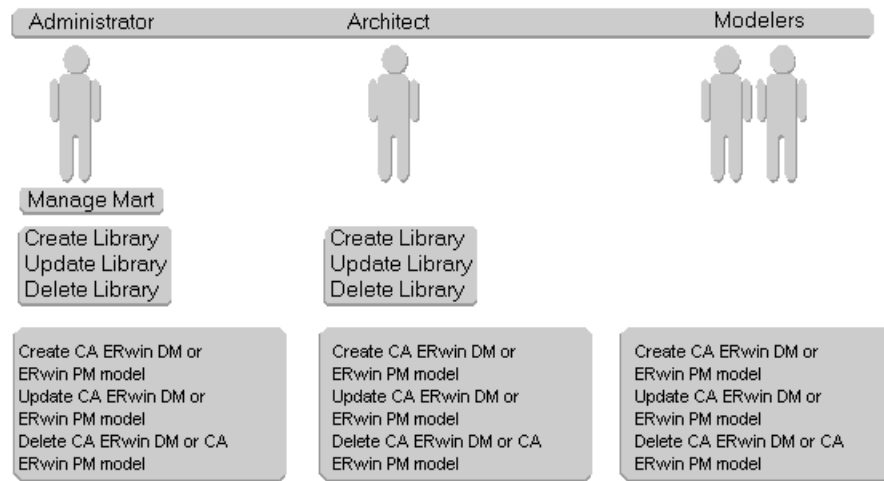 Administrator
Architect
Modelers
Manage Mart
Create Library
Update Library
Delete Library
Create Library
Update Library
Delete Library
Create CA ERwin DM or
ERwin PM model
Update CA ERwin DM or
ERwin PM model
Delete CA ERwin DM or CA
ERwin PM model
Create CA ERwin DM or
ERwin PM model
Update CA ERwin DM or
ERwin PM model
Delete CA ERwin DM or CA
ERwin PM model
Create CA ERwin DM or
ERwin PM model
Update CA ERwin DM or
ERwin PM model
Delete CA ERwin DM or CA
ERwin PM model